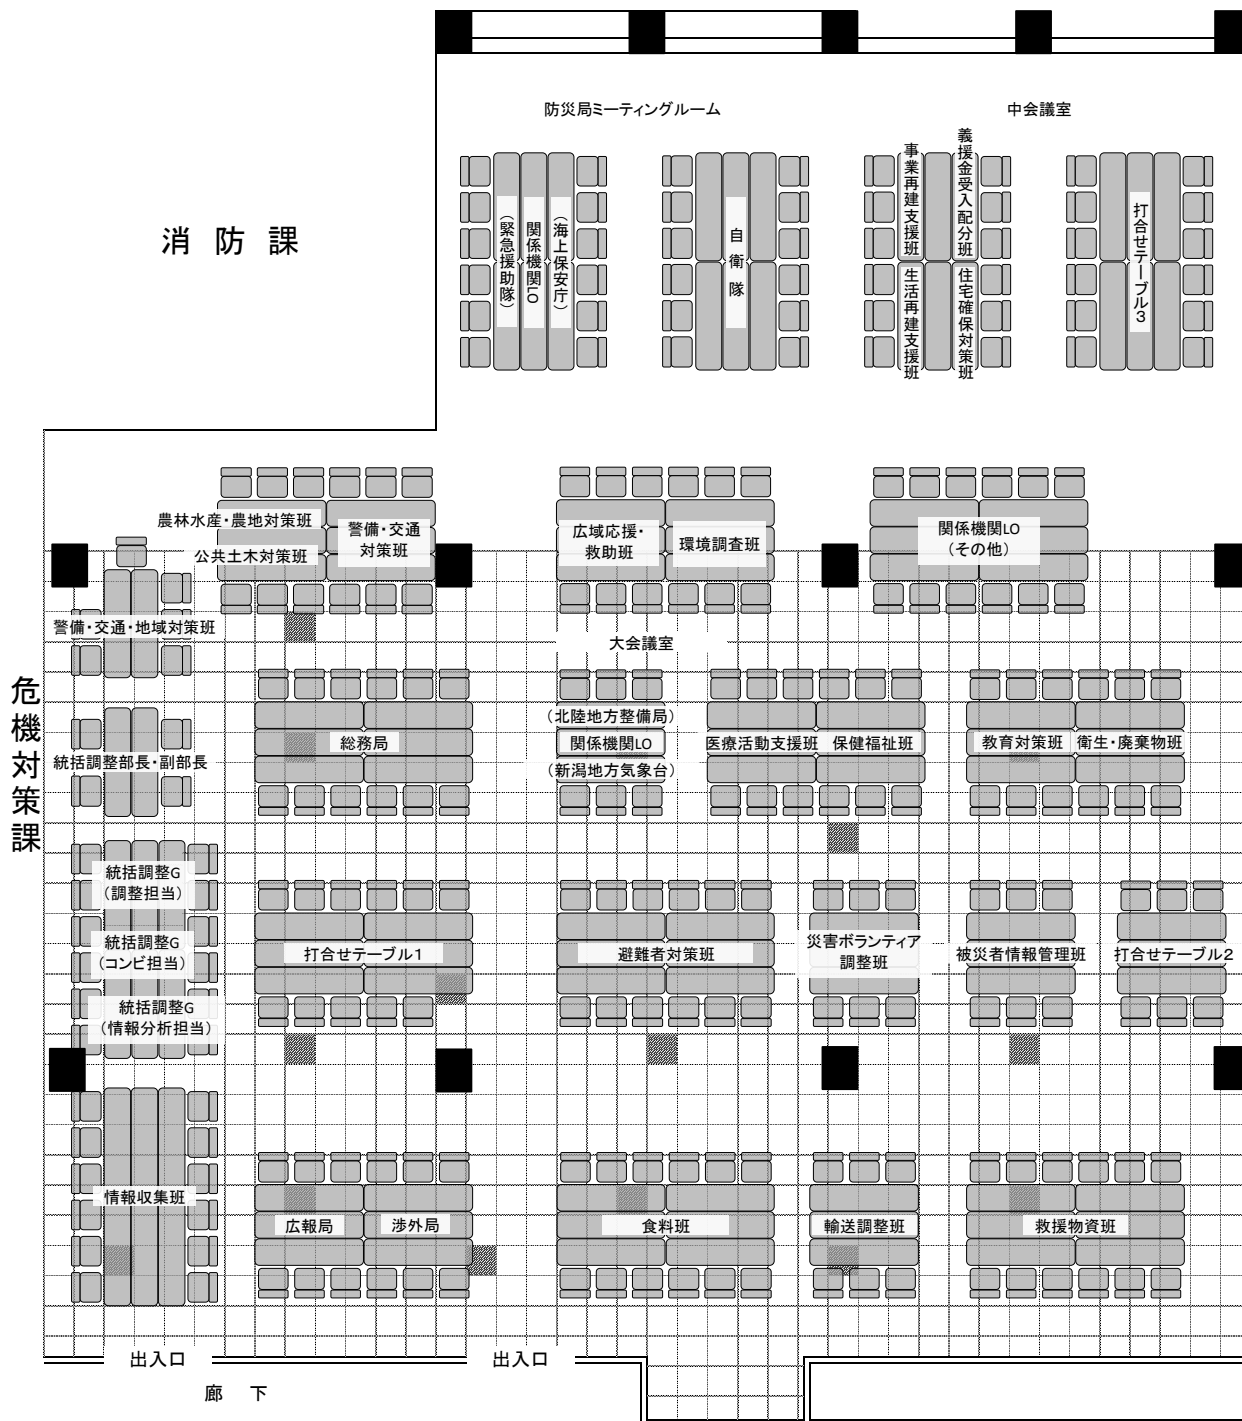 防災局ミーティングルーム
中会議室
消防課
(緊急援助隊)
関係機関LO
(海上保安庁)
自衛隊
事業再建支援班
義援金受入配分班
生活再建支援班
住宅確保対策班
打合せテーブル3
農林水産・農地対策班
公共土木対策班
警備・交通
対策班
広域応援・
救助班
環境調査班
関係機関LO
(その他)
警備・交通・地域対策班
大会議室
危機対策課
統括調整部長・副部長
総務局
(北陸地方整備局)
関係機関LO
(新潟地方気象台)
医療活動支援班
保健福祉班
教育対策班
衛生・廃棄物班
統括調整G
(調整担当)
統括調整G
(コンビ担当)
統括調整G
(情報分析担当)
打合せテーブル1
避難者対策班
災害ボランティア
調整班
被災者情報管理班
打合せテーブル2
情報収集班
広報局
渉外局
食料班
輸送調整班
救援物資班
出入口
出入口
廊下